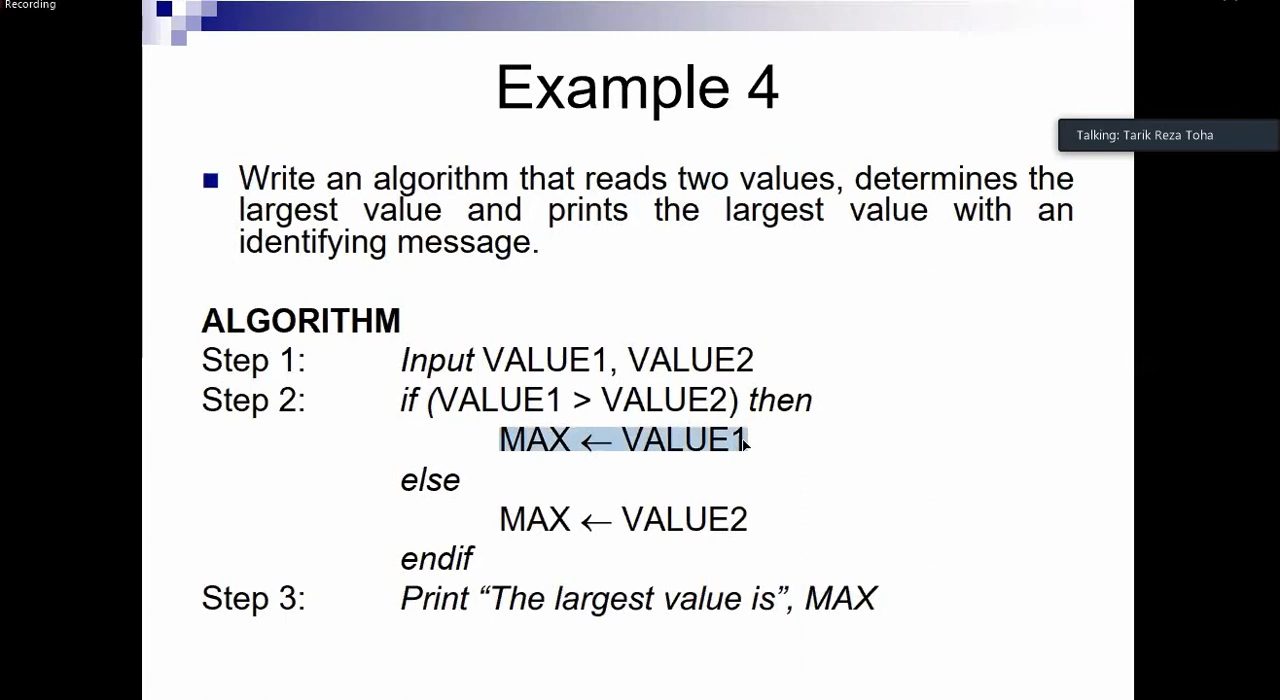 Recording
Example 4
Talking: Tarik Reza Toha
Write an algorithm that reads two values, determines the
largest value and prints the largest value with an
identifying message.
ALGORITHM
Step 1: Input VALUE1, VALUE2
Step 2: if (VALUE1 > VALUE2) then
MAX ← VALUE1
else
MAX ← VALUE2
endif
Step 3: Print “The largest value is”, MAX